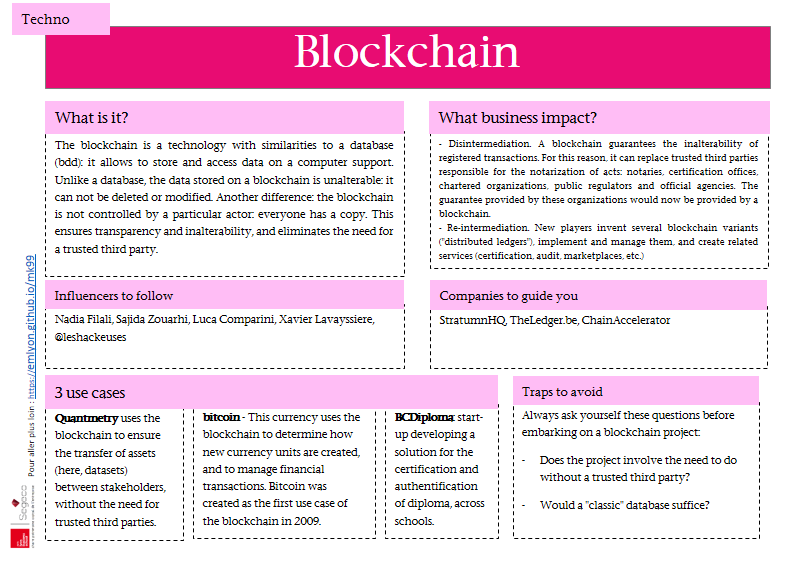 Techno
Blockchain
What is it?
The blockchain is a technology with similarities to a database
(bdd): it allows to store and access data on a computer support.
Unlike a database, the data stored on a blockchain is unalterable: it
can not be deleted or modified. Another difference: the blockchain
is not controlled by a particular actor: everyone has a copy. This
ensures transparency and inalterability, and eliminates the need for
a trusted third party.
What business impact?
- Disintermediation. A blockchain guarantees the inalterability of
registered transactions. For this reason, it can replace trusted third parties
responsible for the notarization of acts: notaries, certification offices,
chartered organizations, public regulators and official agencies. The
guarantee provided by these organizations would now be provided by a
blockchain.
- Re-intermediation. New players invent several blockchain variants
("distributed ledgers"), implement and manage them, and create related
services (certification, audit, marketplaces, etc.)
Influencers to follow
Nadia Filali, Sajida Zouarhi, Luca Comparini, Xavier Lavayssiere,
@leshackeuses
Companies to guide you
StratumnHQ, TheLedger.be, ChainAccelerator
3 use cases
Quantmetry uses the
blockchain to ensure
the transfer of assets
(here, datasets)
between stakeholders,
without the need for
trusted third parties.
bitcoin - This currency uses the
blockchain to determine how
new currency units are created,
and to manage financial
transactions. Bitcoin was
created as the first use case of
the blockchain in 2009.
BCDiploma: start-
up developing a
solution for the
certification and
authentification
of diploma, across
schools.
Traps to avoid
Always ask yourself these questions before
embarking on a blockchain project:
- Does the project involve the need to do
without a trusted third party?
- Would a "classic" database suffice?
Pour aller plus loin : https://emlyon.github.io/mk99
Segeco